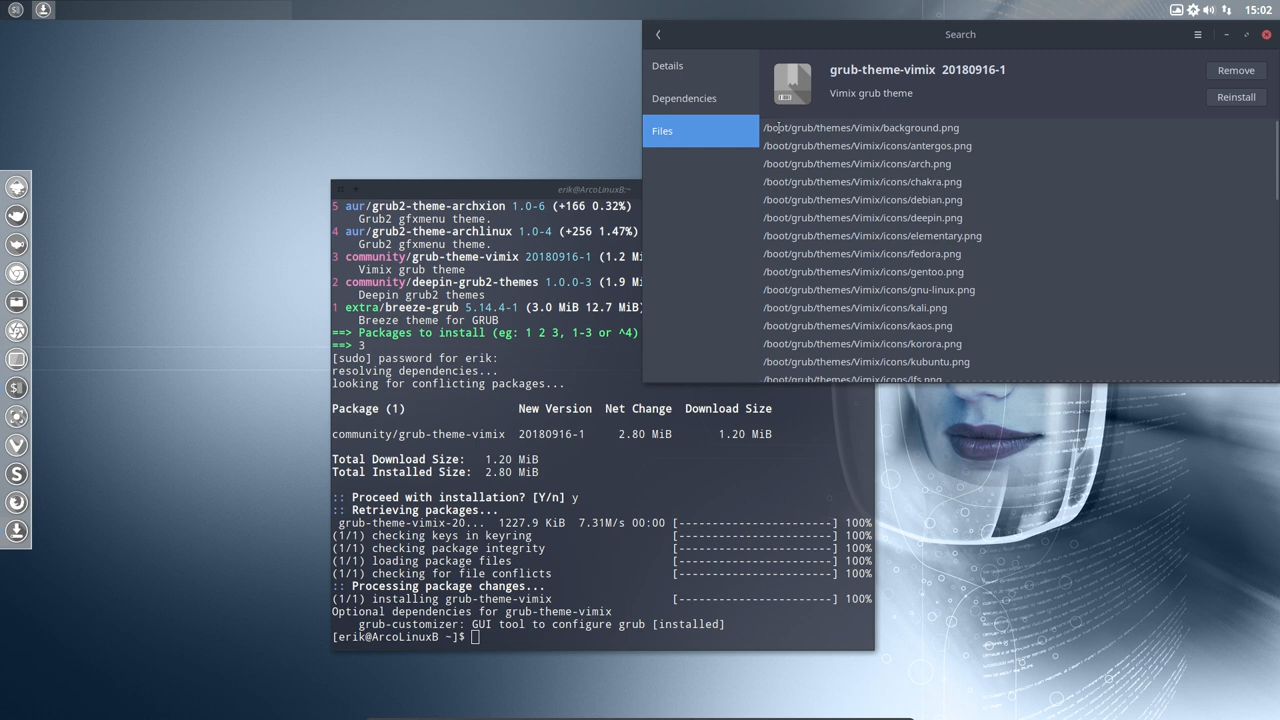 15:02
Search
Details
Dependencies
Files
grub-theme-vimix 20180916-1
Vimix grub theme
Remove
Reinstall
/boot/grub/themes/Vimix/background.png
/boot/grub/themes/Vimix/icons/antergos.png
/boot/grub/themes/Vimix/icons/arch.png
/boot/grub/themes/Vimix/icons/chakra.png
/boot/grub/themes/Vimix/icons/debian.png
/boot/grub/themes/Vimix/icons/deepin.png
/boot/grub/themes/Vimix/icons/elementary.png
/boot/grub/themes/Vimix/icons/fedora.png
/boot/grub/themes/Vimix/icons/gentoo.png
/boot/grub/themes/Vimix/icons/gnu-linux.png
/boot/grub/themes/Vimix/icons/kali.png
/boot/grub/themes/Vimix/icons/kaos.png
/boot/grub/themes/Vimix/icons/korora.png
/boot/grub/themes/Vimix/icons/kubuntu.png
/boot/grub/themes/Vimix/icons/lfs.png
erik@ArcoLinuxB:~
5 aur/grub2-theme-archxion 1.0-6 (+166 0.32%)
Grub2 gfxmenu theme.
4 aur/grub2-theme-archlinux 1.0-4 (+256 1.47%)
Grub2 gfxmenu theme.
3 community/grub-theme-vimix 20180916-1 (1.2 Mi
Vimix grub theme
2 community/deepin-grub2-themes 1.0.0-3 (1.9 Mi
Deepin grub2 themes
1 extra/breeze-grub 5.14.4-1 (3.0 MiB 12.7 MiB)
Breeze theme for GRUB
==> Packages to install (eg: 1 2 3, 1-3 or ^4)
==> 3
[sudo] password for erik:
resolving dependencies...
looking for conflicting packages...
Package (1) New Version Net Change Download Size
community/grub-theme-vimix 20180916-1 2.80 MiB 1.20 MiB
Total Download Size: 1.20 MiB
Total Installed Size: 2.80 MiB
:: Proceed with installation? [Y/n] y
:: Retrieving packages...
grub-theme-vimix-20... 1227.9 KiB 7.31M/s 00:00 [----------------------] 100%
(1/1) checking keys in keyring [----------------------] 100%
(1/1) checking package integrity [----------------------] 100%
(1/1) loading package files [----------------------] 100%
(1/1) checking for file conflicts [----------------------] 100%
:: Processing package changes...
(1/1) installing grub-theme-vimix [----------------------] 100%
Optional dependencies for grub-theme-vimix
grub-customizer: GUI tool to configure grub [installed]
[erik@ArcoLinuxB ~]$